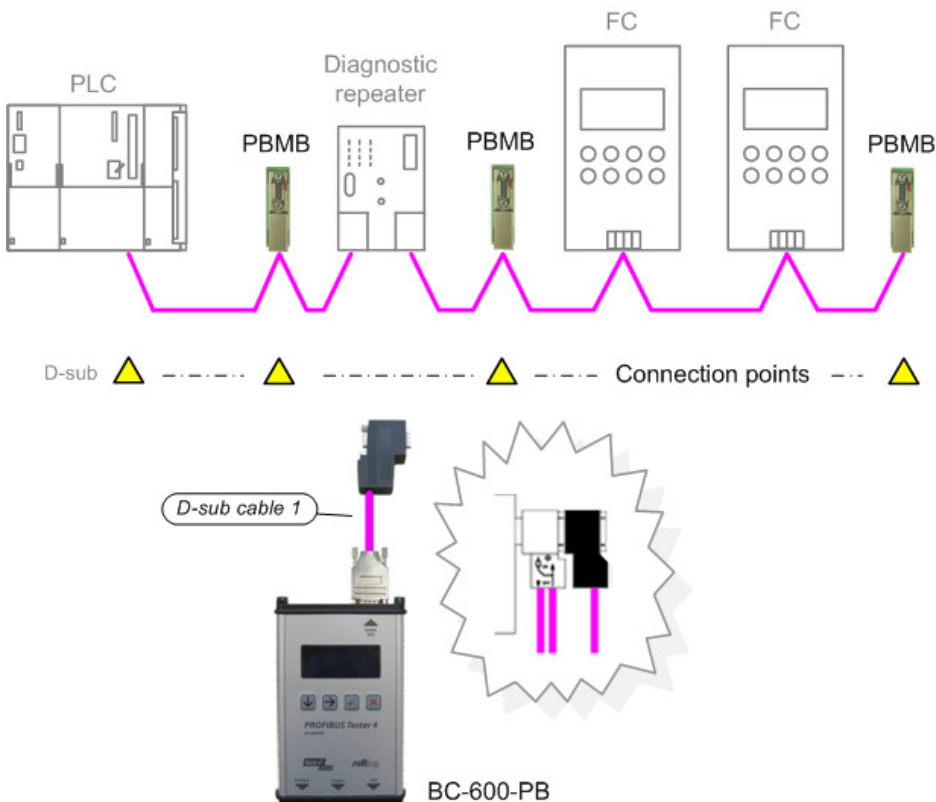 FC
FC
PLC
Diagnostic
repeater
PBMB
PBMB
PBMB
D-sub
Connection points
D-sub cable 1
PROFIBUS Tester 4
BC-600-PB